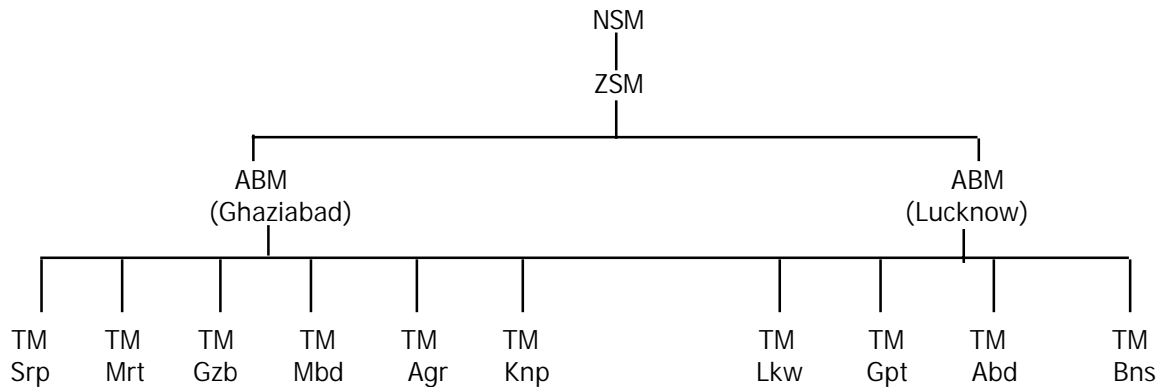 NSM
ZSM
ABM ABM
(Ghaziabad) (Lucknow)
TM TM TM TM TM TM TM TM TM TM
Srp Mrt Gzb Mbd Agr Knp Lkw Gpt Abd Bns